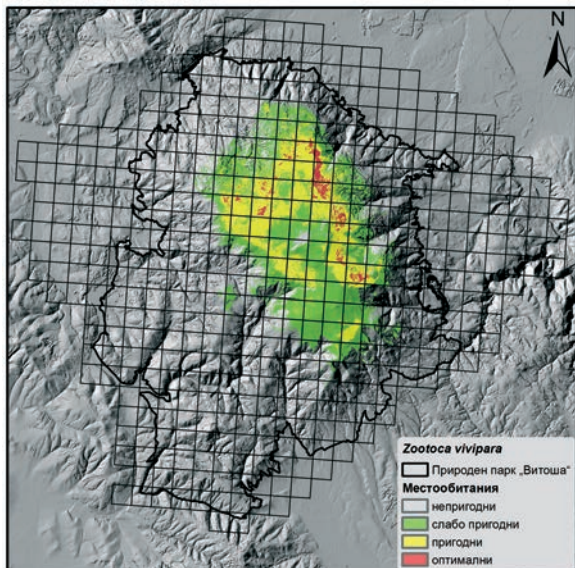 N
Zootoca vivipara
Природен парк „Витоша“
Местообитания
непригодни
слабо пригодни
пригодни
оптимални